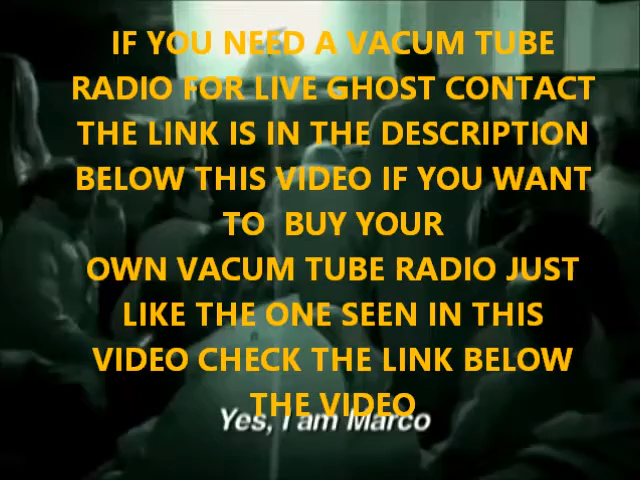 IF YOU NEED A VACUM TUBE
RADIO FOR LIVE GHOST CONTACT
THE LINK IS IN THE DESCRIPTION
BELOW THIS VIDEO IF YOU WANT
TO BUY YOUR
OWN VACUM TUBE RADIO JUST
LIKE THE ONE SEEN IN THIS
VIDEO CHECK THE LINK BELOW
THE VIDEO
Yes, I am Marco